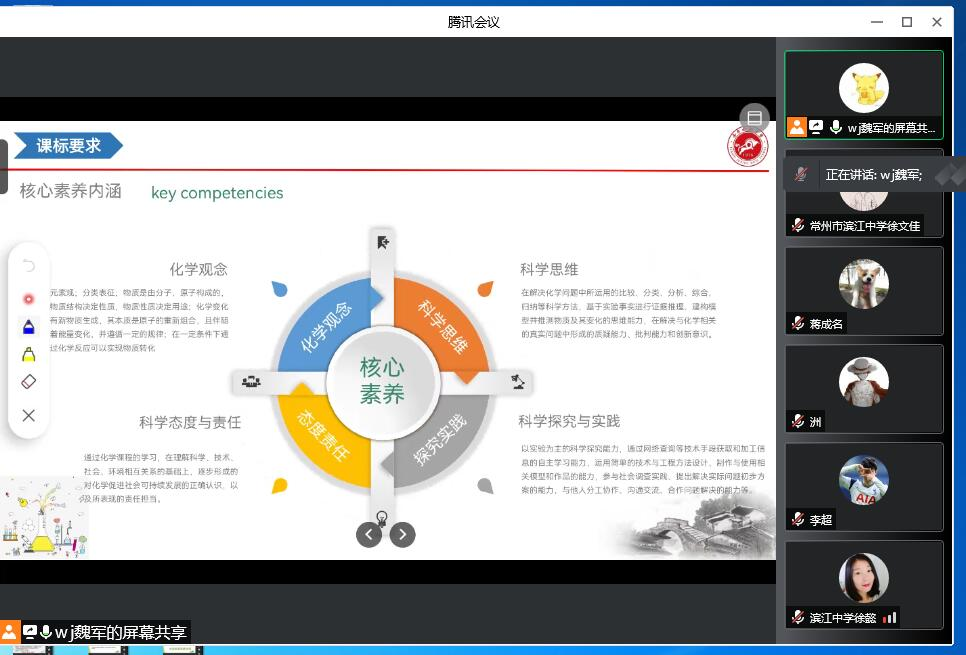 腾讯会议
课标要求
核心素养内涵 key competencies
化学观念
元素观；分类表征；物质是由分子、原子构成的，
物质结构决定性质，物质性质决定用途；化学变化
有新物质生成，其本质是原子的重新组合，且伴随
着能量变化，并遵循一定的规律；在一定条件下通
过化学反应可以实现物质转化
科学思维
在解决化学问题中所运用的比较、分类、分析、综合、
归纳等科学方法，基于实验事实进行证据推理、建构模
型并推测物质及其变化的思维能力，在解决与化学相关
的真实问题中形成的质疑能力、批判能力和创新意识。
化学观念
科学思维
核心
素养
态度责任
探究实践
科学态度与责任
通过化学课程的学习，在理解科学、技术、
社会、环境相互关系的基础上，逐步形成的
对化学促进社会可持续发展的正确认识，以
及所表现的责任担当。
科学探究与实践
以实验为主的科学探究能力，通过网络查询等技术手段获取和加工信
息的自主学习能力，运用简单的技术与工程方法设计、制作与使用相
关模型和作品的能力，参与社会调查实践、提出解决实际问题初步方
案的能力，与他人分工协作、沟通交流、合作问题解决的能力等。
wj魏军的屏幕共享
wj魏军的屏幕共...
正在讲话: wj魏军;
常州市滨江中学徐文佳
蒋成名
洲
AIA
李超
滨江中学徐懿